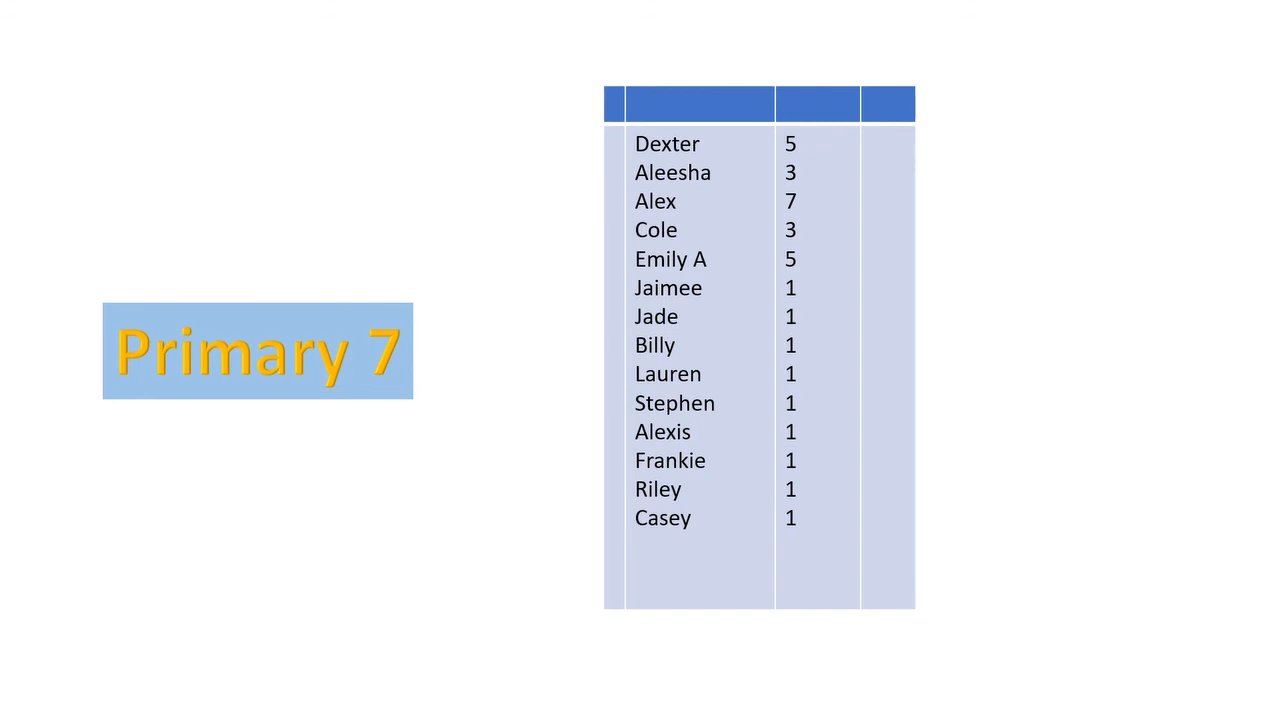 Primary 7
Dexter 5
Aleesha 3
Alex 7
Cole 3
Emily A 5
Jaimee 1
Jade 1
Billy 1
Lauren 1
Stephen 1
Alexis 1
Frankie 1
Riley 1
Casey 1